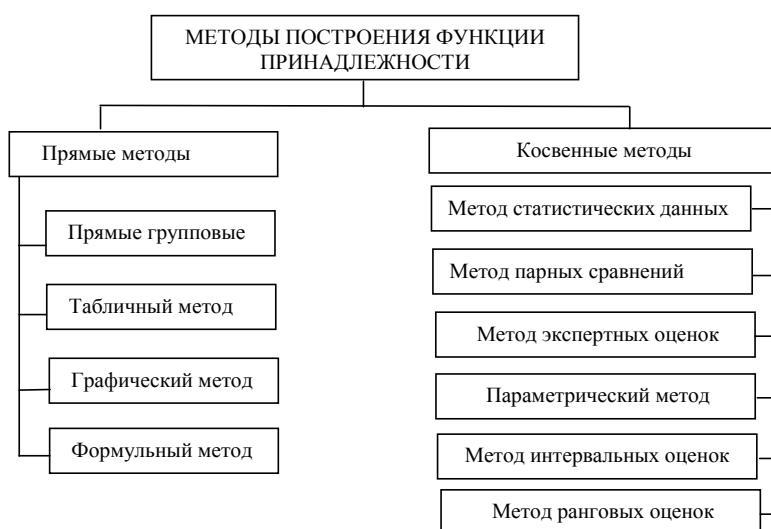 МЕТОДЫ ПОСТРОЕНИЯ ФУНКЦИИ
ПРИНАДЛЕЖНОСТИ
Прямые методы
Прямые групповые
Табличный метод
Графический метод
Формульный метод
Косвенные методы
Метод статистических данных
Метод парных сравнений
Метод экспертных оценок
Параметрический метод
Метод интервальных оценок
Метод ранговых оценок